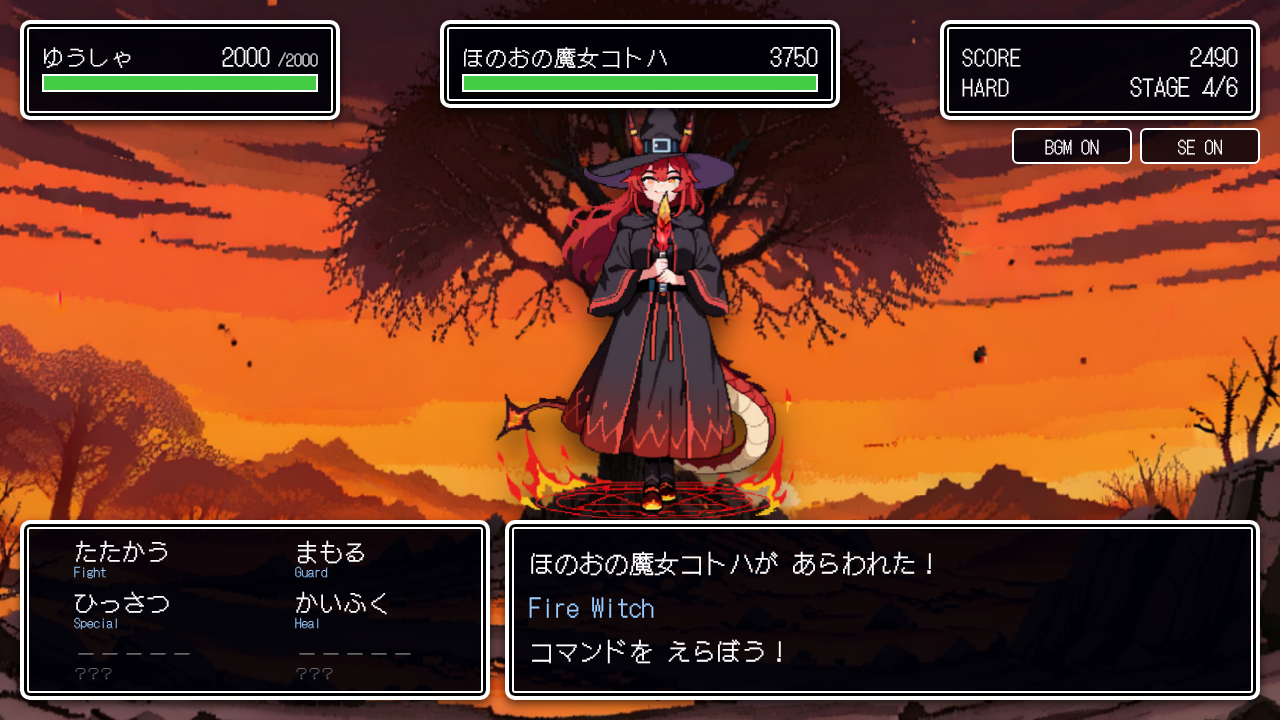 ゆうしゃ 2000 /2000
ほのおの魔女コトハ 3750
SCORE 2490
HARD STAGE 4/6
BGM ON SE ON
たたかう まもる
Fight Guard
ひっさつ かいふく
Special Heal
_____ _____
??? ???
ほのおの魔女コトハが あらわれた!
Fire Witch
コマンドを えらぼう!